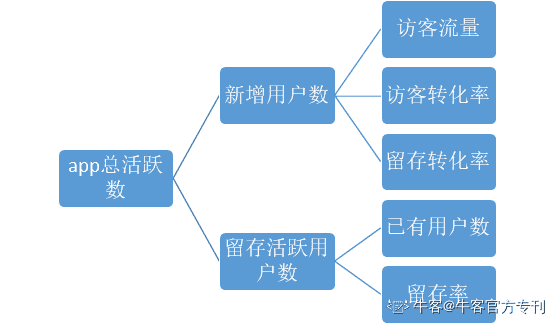 访客流量
新增用户数
访客转化率
留存转化率
app总活跃
数
留存活跃用
户数
已有用户数
留存率
牛客@牛客官方专刊